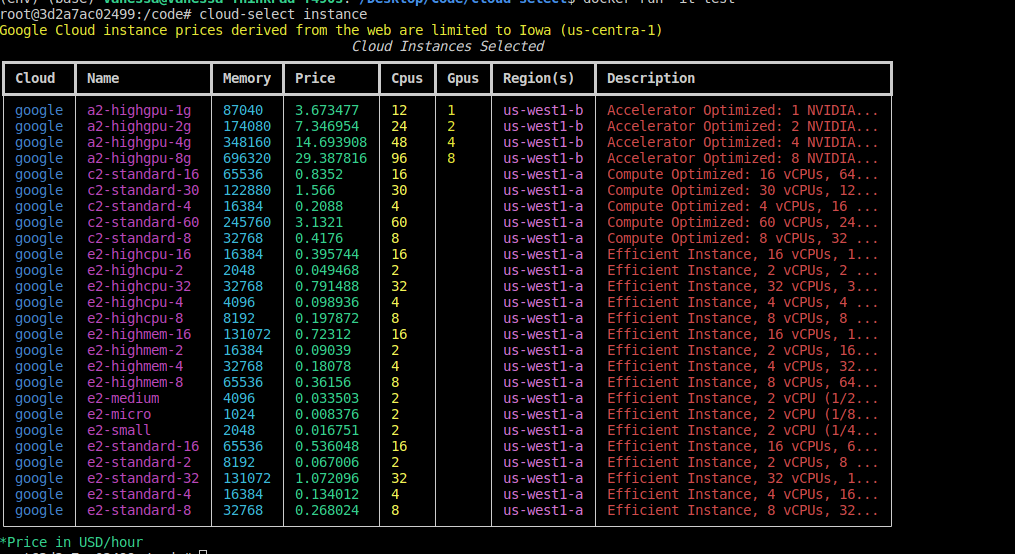 root@3d2a7ac02499:/code# cloud-select instance
Google Cloud instance prices derived from the web are limited to Iowa (us-centra-1)
Cloud Instances Selected
Cloud Name Memory Price Cpus Gpus Region(s) Description
google a2-highgpu-1g 87040 3.673477 12 1 us-west1-b Accelerator Optimized: 1 NVIDIA...
google a2-highgpu-2g 174080 7.346954 24 2 us-west1-b Accelerator Optimized: 2 NVIDIA...
google a2-highgpu-4g 348160 14.693908 48 4 us-west1-b Accelerator Optimized: 4 NVIDIA...
google a2-highgpu-8g 696320 29.387816 96 8 us-west1-b Accelerator Optimized: 8 NVIDIA...
google c2-standard-16 65536 0.8352 16 us-west1-a Compute Optimized: 16 vCPUs, 64...
google c2-standard-30 122880 1.566 30 us-west1-a Compute Optimized: 30 vCPUs, 12...
google c2-standard-4 16384 0.2088 4 us-west1-a Compute Optimized: 4 vCPUs, 16 ...
google c2-standard-60 245760 3.1321 60 us-west1-a Compute Optimized: 60 vCPUs, 24...
google c2-standard-8 32768 0.4176 8 us-west1-a Compute Optimized: 8 vCPUs, 32 ...
google e2-highcpu-16 16384 0.395744 16 us-west1-a Efficient Instance, 16 vCPUs, 1...
google e2-highcpu-2 2048 0.049468 2 us-west1-a Efficient Instance, 2 vCPUs, 2 ...
google e2-highcpu-32 32768 0.791488 32 us-west1-a Efficient Instance, 32 vCPUs, 3...
google e2-highcpu-4 4096 0.098936 4 us-west1-a Efficient Instance, 4 vCPUs, 4 ...
google e2-highcpu-8 8192 0.197872 8 us-west1-a Efficient Instance, 8 vCPUs, 8 ...
google e2-highmem-16 131072 0.72312 16 us-west1-a Efficient Instance, 16 vCPUs, 1...
google e2-highmem-2 16384 0.09039 2 us-west1-a Efficient Instance, 2 vCPUs, 16...
google e2-highmem-4 32768 0.18078 4 us-west1-a Efficient Instance, 4 vCPUs, 32...
google e2-highmem-8 65536 0.36156 8 us-west1-a Efficient Instance, 8 vCPUs, 64...
google e2-medium 4096 0.033503 2 us-west1-a Efficient Instance, 2 vCPU (1/2...
google e2-micro 1024 0.008376 2 us-west1-a Efficient Instance, 2 vCPU (1/8...
google e2-small 2048 0.016751 2 us-west1-a Efficient Instance, 2 vCPU (1/4...
google e2-standard-16 65536 0.536048 16 us-west1-a Efficient Instance, 16 vCPUs, 6...
google e2-standard-2 8192 0.067006 2 us-west1-a Efficient Instance, 2 vCPUs, 8 ...
google e2-standard-32 131072 1.072096 32 us-west1-a Efficient Instance, 32 vCPUs, 1...
google e2-standard-4 16384 0.134012 4 us-west1-a Efficient Instance, 4 vCPUs, 16...
google e2-standard-8 32768 0.268024 8 us-west1-a Efficient Instance, 8 vCPUs, 32...
*Price in USD/hour